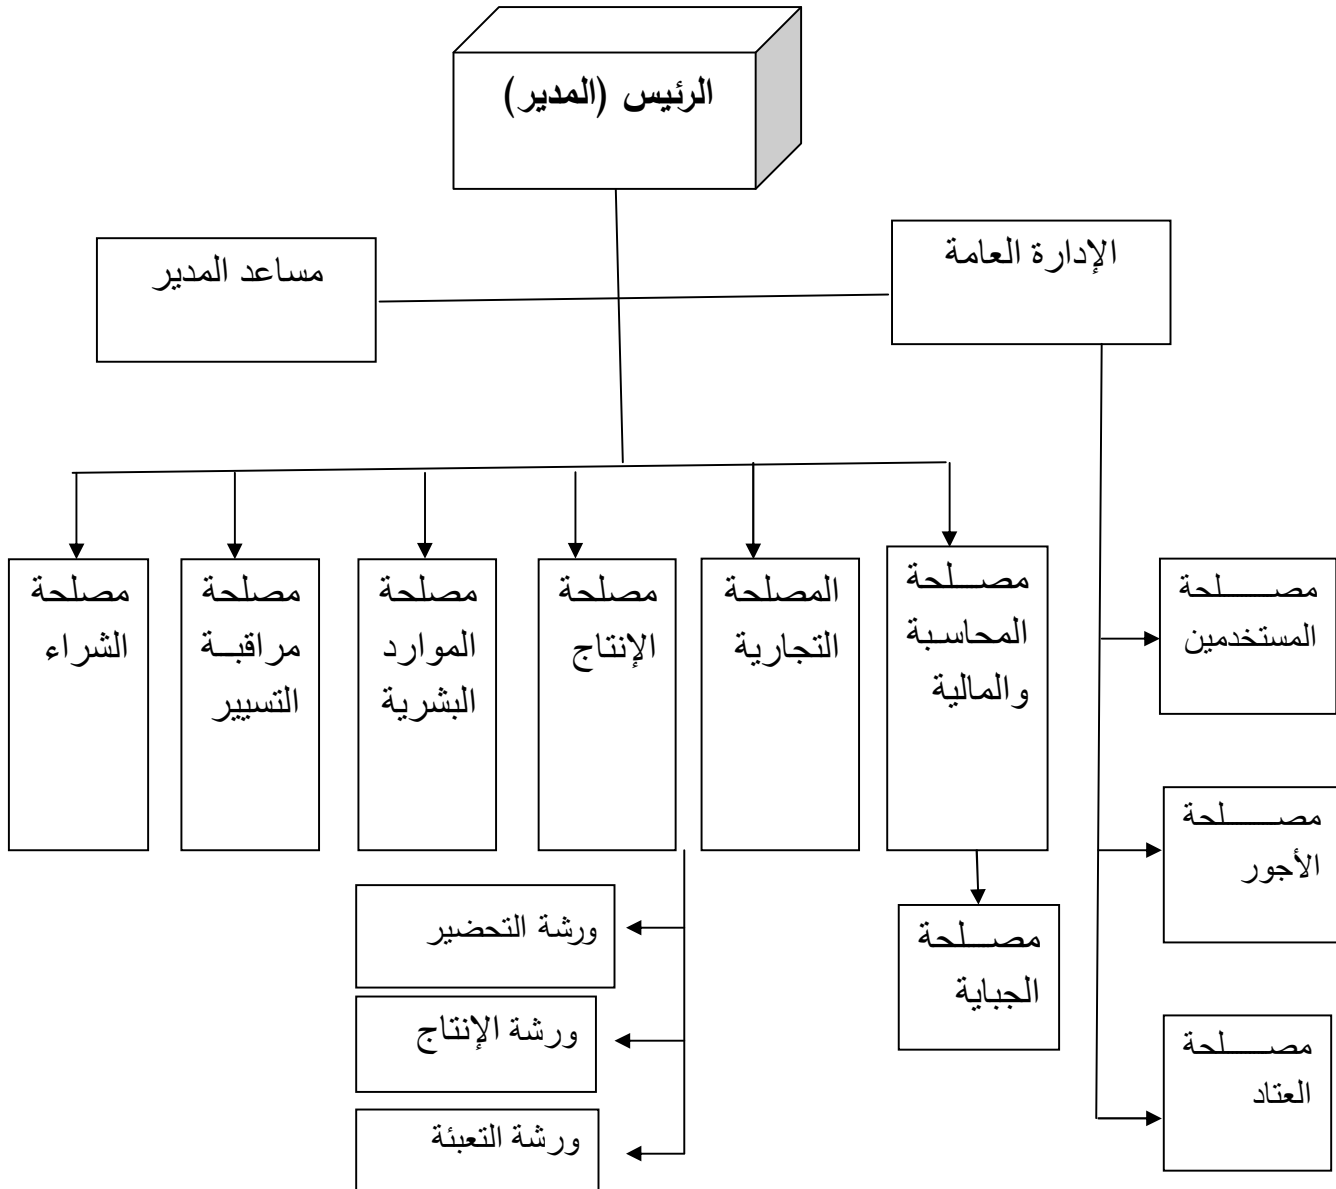 الرئيس (المدير)
الإدارة العامة
مساعد المدير
مصلحة
المحاسبة
والمالية
المصلحة
التجارية
مصلحة
الإنتاج
مصلحة
الموارد
البشرية
مصلحة
مراقبة
التسيير
مصلحة
الشراء
مصلحة
المستخدمين
مصلحة
الأجور
مصلحة
العتاد
مصلحة
الجباية
ورشة التحضير
ورشة الإنتاج
ورشة التعبئة